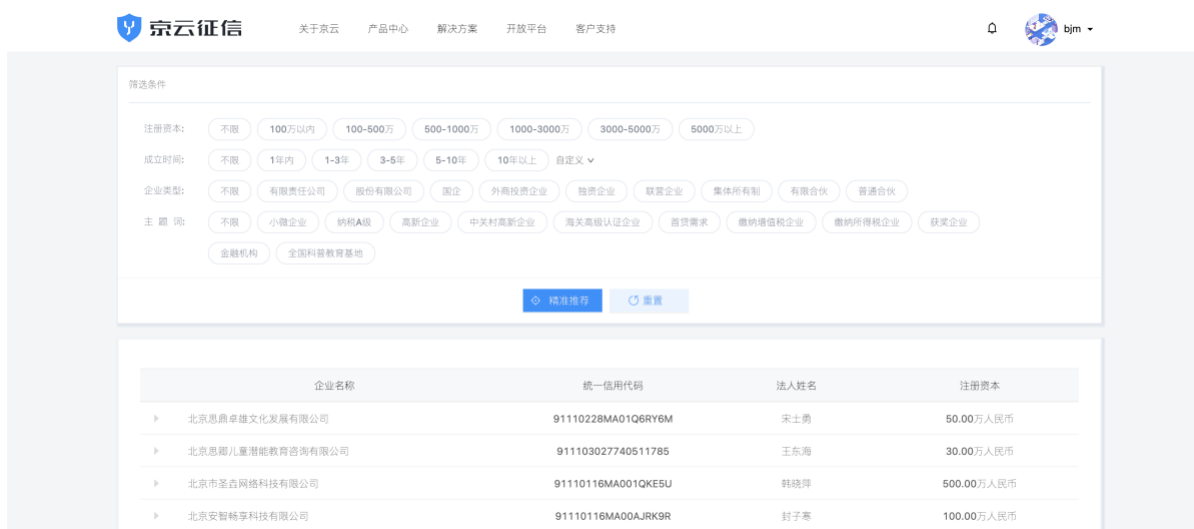 京云征信 关于京云 产品中心 解决方案 开放平台 客户支持 bjm
筛选条件
注册资本: 不限 100万以内 100-500万 500-1000万 1000-3000万 3000-5000万 5000万以上
成立时间: 不限 1年内 1-3年 3-5年 5-10年 10年以上 自定义
企业类型: 不限 有限责任公司 股份有限公司 国企 外商投资企业 独资企业 联营企业 集体所有制 有限合伙 普通合伙
主 题 词: 不限 小微企业 纳税A级 高新企业 中关村高新企业 海关高级认证企业 首贷需求 缴纳增值税企业 缴纳所得税企业 获奖企业
金融机构 全国科普教育基地
精准推荐 重置
企业名称 统一信用代码 法人姓名 注册资本
北京思鼎卓雄文化发展有限公司 91110228MA01Q6RY6M 宋士勇 50.00万人民币
北京思娜儿童潜能教育咨询有限公司 911103027740511785 王东海 30.00万人民币
北京市圣垚网络科技有限公司 91110116MA001QKE5U 韩晓萍 500.00万人民币
北京安智畅享科技有限公司 91110116MA00AJRK9R 封子寒 100.00万人民币